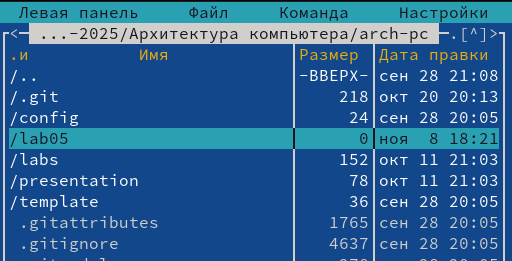 Левая панель Файл Команда Настройки
<— ...-2025/Архитектура компьютера/arch-pc —.[^]>
.и Имя Размер Дата правки
/.. -ВВЕРХ- сен 28 21:08
/.git 218 окт 20 20:13
/config 24 сен 28 20:05
/lab05 0 ноя 8 18:21
/labs 152 окт 11 21:03
/presentation 78 окт 11 21:03
/template 36 сен 28 20:05
.gitattributes 1765 сен 28 20:05
.gitignore 4637 сен 28 20:05